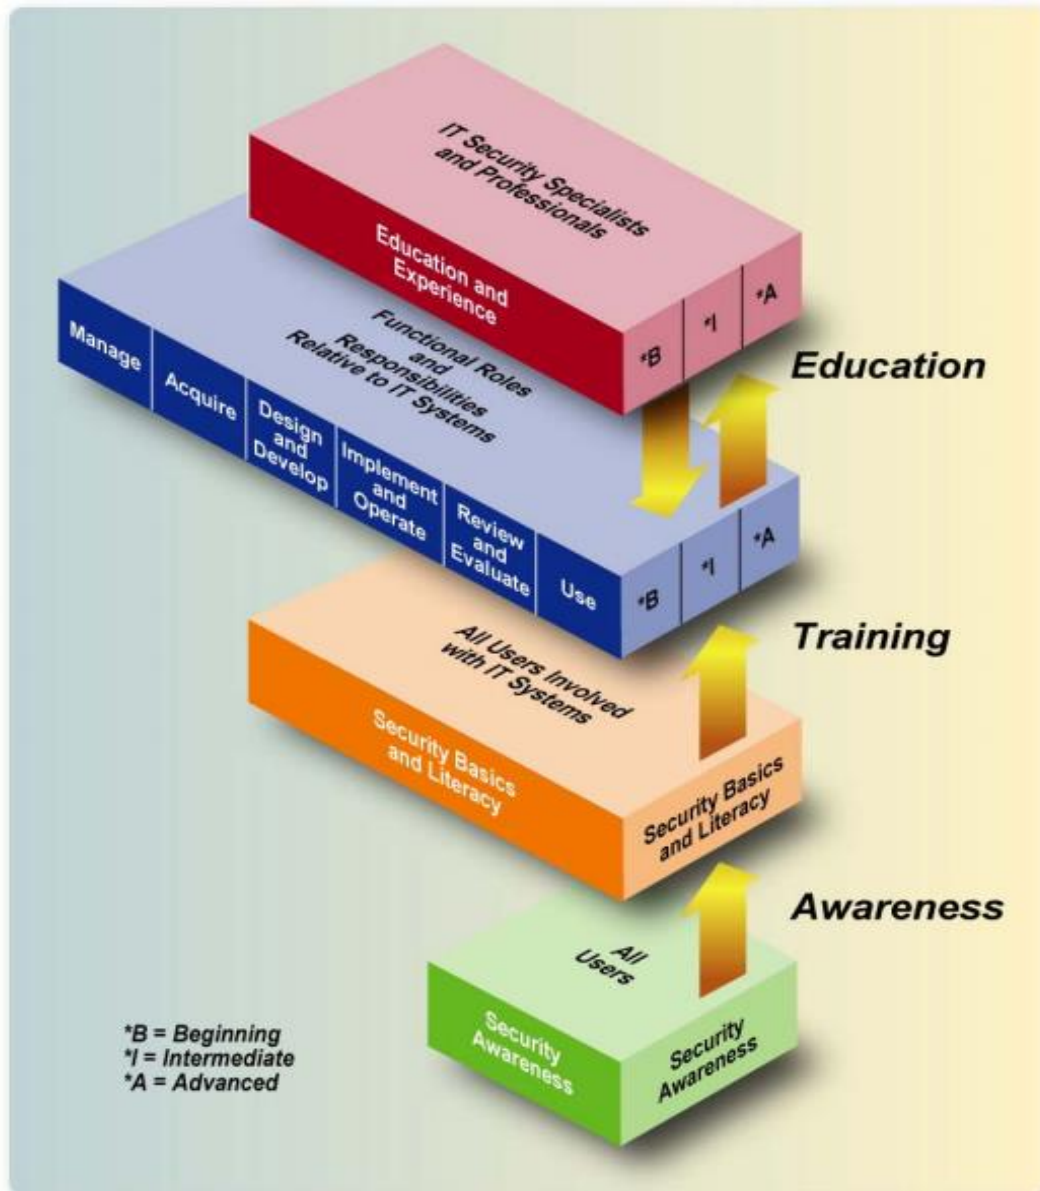 IT Security Specialists
and Professionals
Education and
Experience
*B
*I
*A
Education
Functional Roles
and
Responsibilities
Relative to IT Systems
Manage
Acquire
Design
and
Develop
Implement
and
Operate
Review
and
Evaluate
Use
*B
*I
*A
Training
All Users Involved
with IT Systems
Security Basics
and Literacy
Security Basics
and Literacy
Awareness
All
Users
Security
Awareness
Security
Awareness
*B = Beginning
*I = Intermediate
*A = Advanced